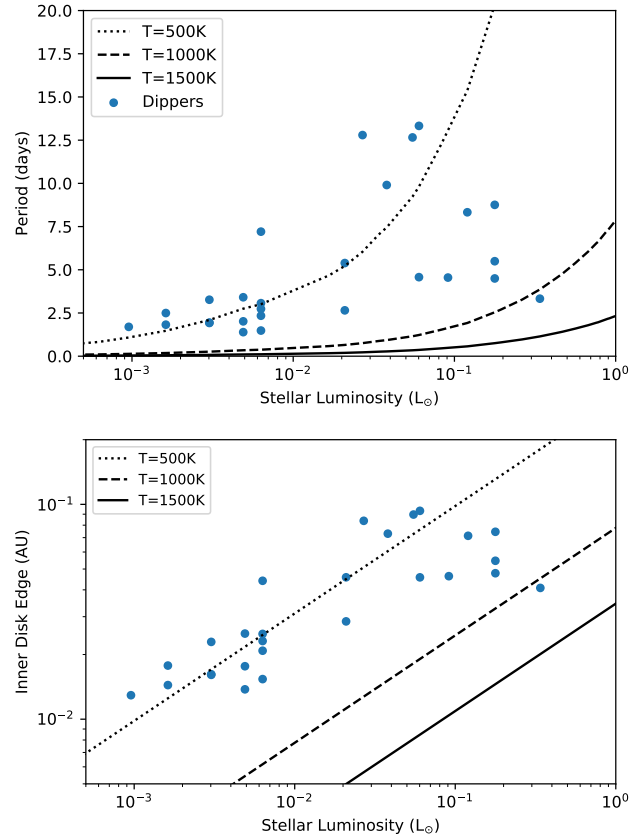 20.0
17.5
15.0
12.5
10.0
7.5
5.0
2.5
0.0
Period (days)
T=500K
T=1000K
T=1500K
Dippers
10⁻³
10⁻²
10⁻¹
10⁰
Stellar Luminosity (L⊙)
10⁻¹
10⁻²
Inner Disk Edge (AU)
T=500K
T=1000K
T=1500K
10⁻³
10⁻²
10⁻¹
10⁰
Stellar Luminosity (L⊙)